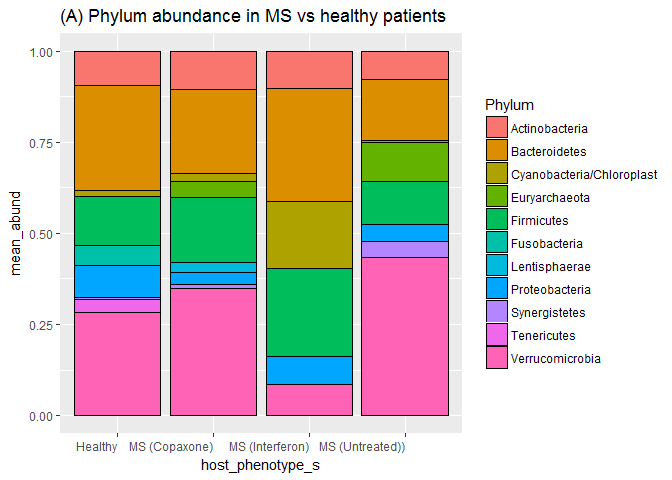 (A) Phylum abundance in MS vs healthy patients
1.00
0.75
0.50
0.25
0.00
mean_abund
Healthy
MS (Copaxone)
MS (Interferon)
MS (Untreated))
host_phenotype_s
Phylum
Actinobacteria
Bacteroidetes
Cyanobacteria/Chloroplast
Euryarchaeota
Firmicutes
Fusobacteria
Lentisphaerae
Proteobacteria
Synergistetes
Tenericutes
Verrucomicrobia